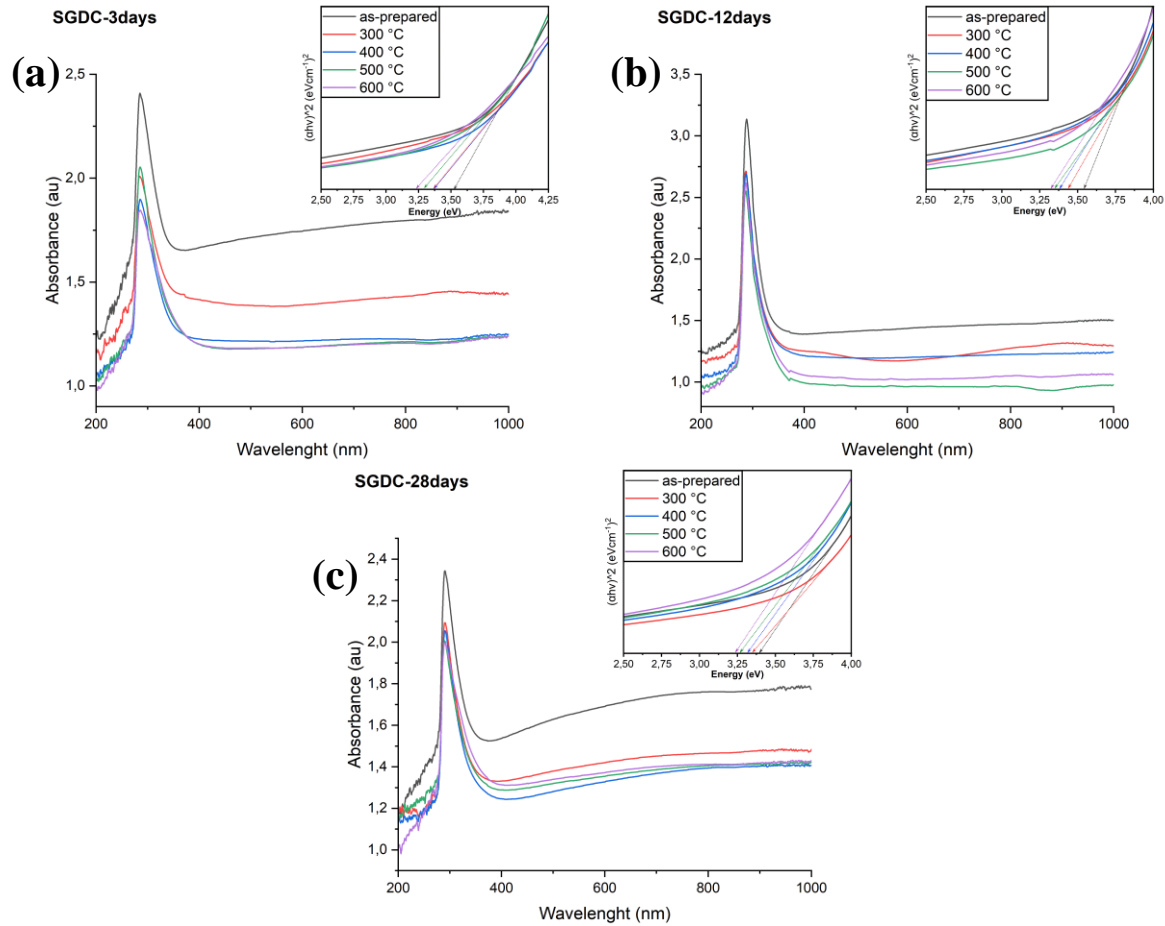 SGDC-3days
(a)
as-prepared
300 °C
400 °C
500 °C
600 °C
(αhv)^2 (eVcm⁻¹)²
2,50 2,75 3,00 3,25 3,50 3,75 4,00 4,25
Energy (eV)
2,5
2,0
1,5
1,0
Absorbance (au)
200 400 600 800 1000
Wavelenght (nm)
SGDC-12days
(b)
as-prepared
300 °C
400 °C
500 °C
600 °C
(αhv)^2 (eVcm⁻¹)²
2,50 2,75 3,00 3,25 3,50 3,75 4,00
Energy (eV)
3,5
3,0
2,5
2,0
1,5
1,0
Absorbance (au)
200 400 600 800 1000
Wavelenght (nm)
SGDC-28days
(c)
as-prepared
300 °C
400 °C
500 °C
600 °C
(αhv)^2 (eVcm⁻¹)²
2,50 2,75 3,00 3,25 3,50 3,75 4,00
Energy (eV)
2,4
2,2
2,0
1,8
1,6
1,4
1,2
1,0
Absorbance (au)
200 400 600 800 1000
Wavelenght (nm)